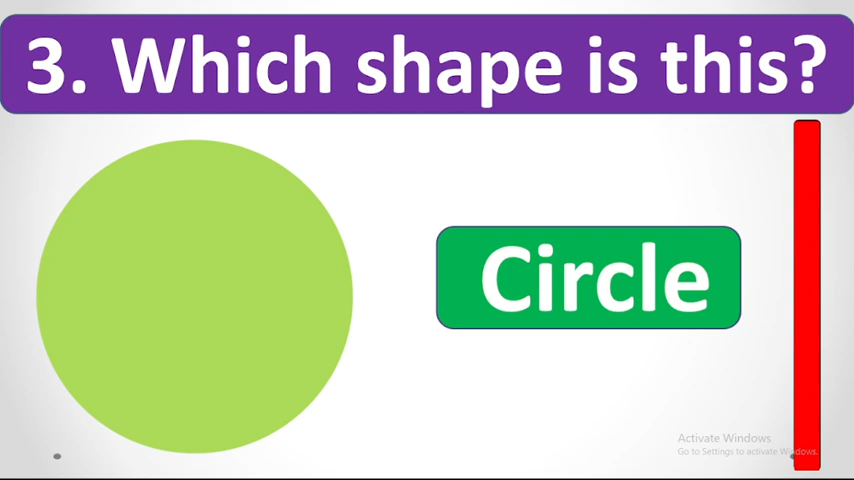 3. Which shape is this?
Circle
Activate Windows
Go to Settings to activate Windows.